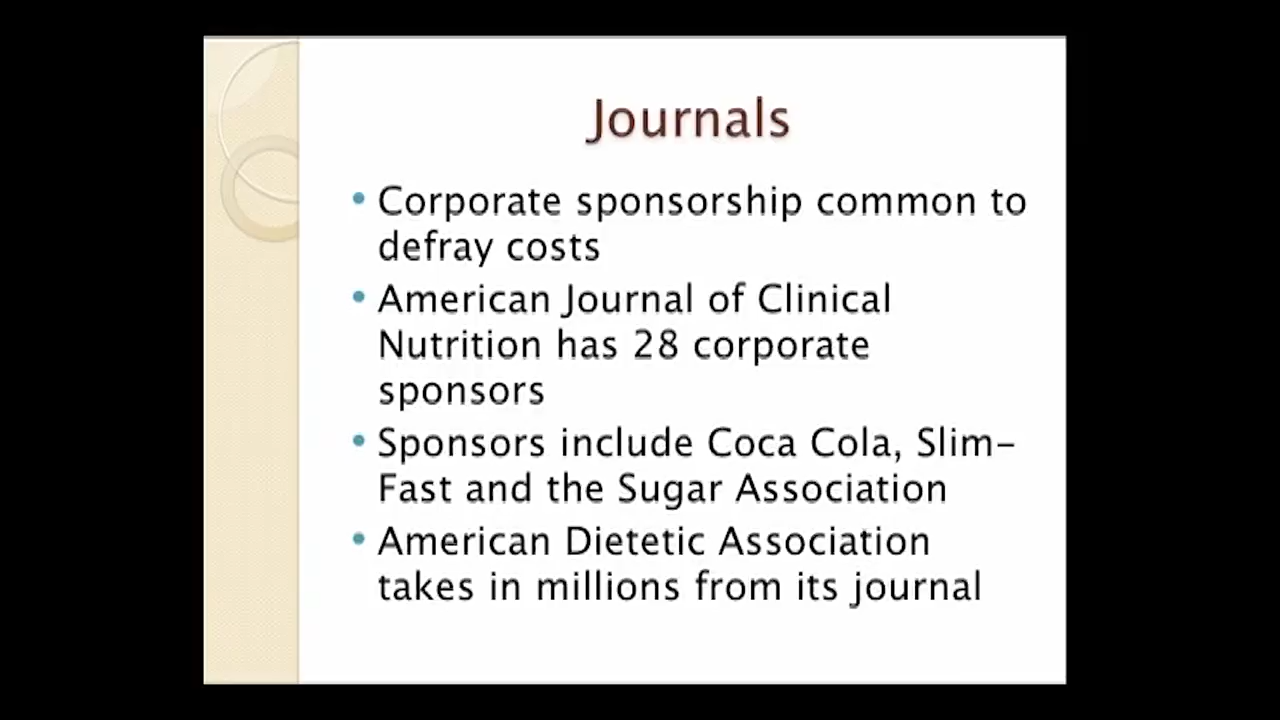 Journals
• Corporate sponsorship common to
defray costs
• American Journal of Clinical
Nutrition has 28 corporate
sponsors
• Sponsors include Coca Cola, Slim-
Fast and the Sugar Association
• American Dietetic Association
takes in millions from its journal